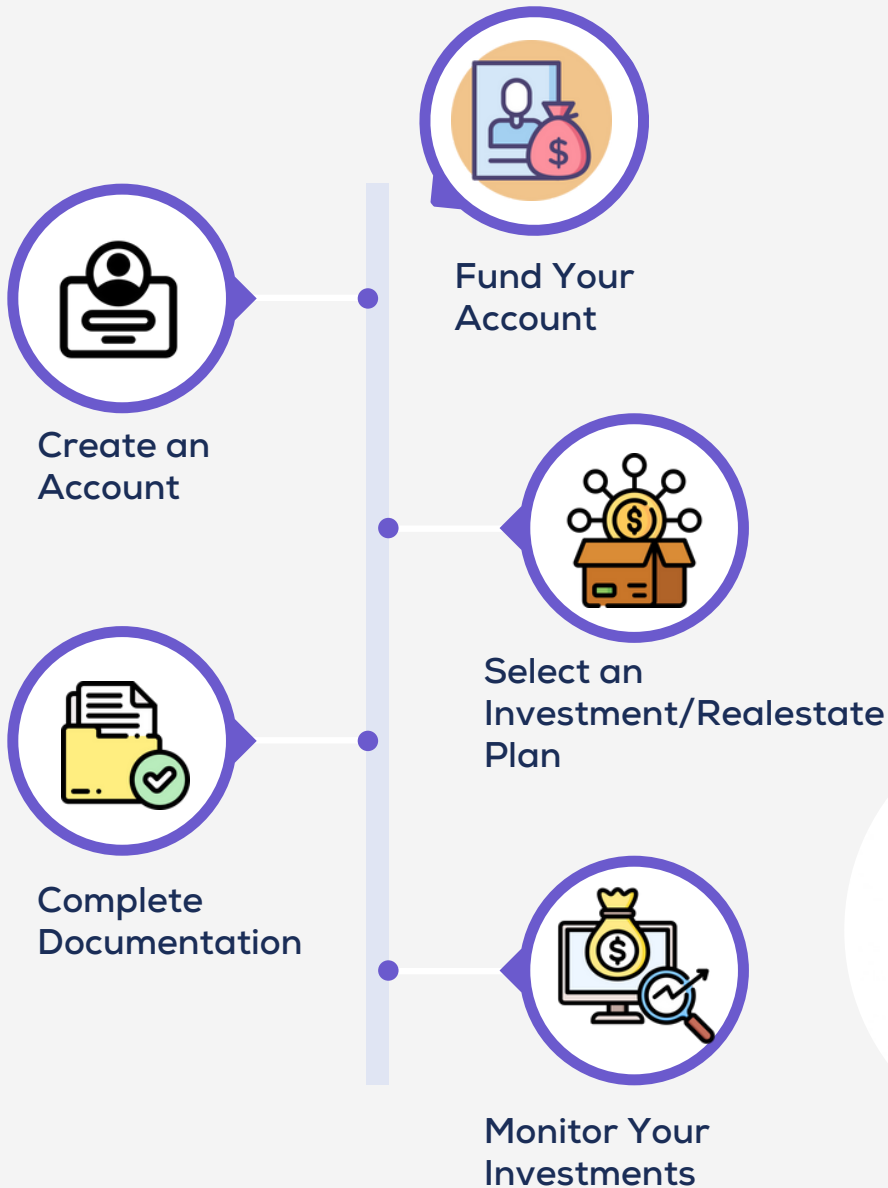 Fund Your
Account
Create an
Account
Select an
Investment/Realestate
Plan
Complete
Documentation
Monitor Your
Investments